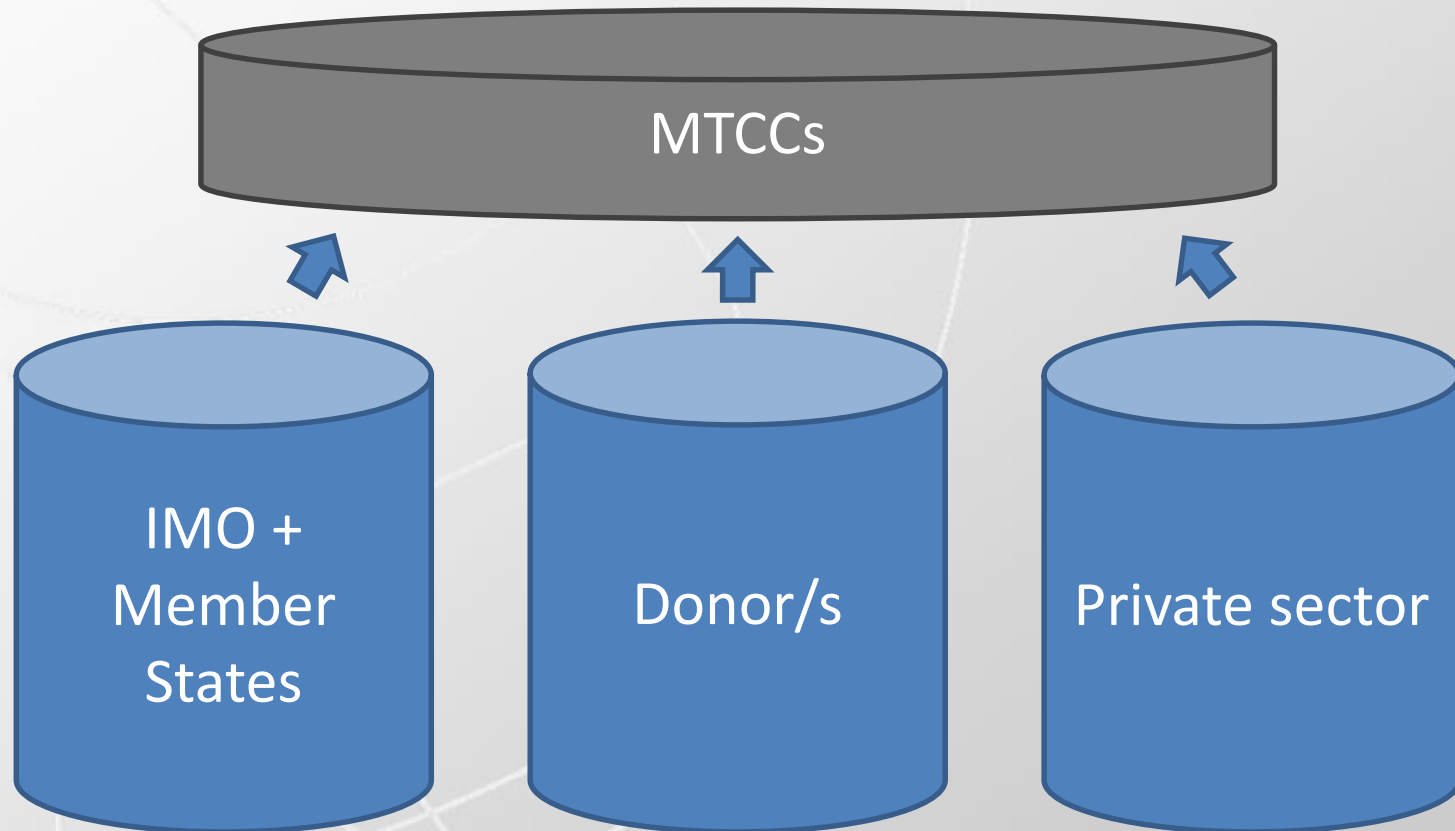 MTCCs
IMO +
Member
States
Donor/s
Private sector